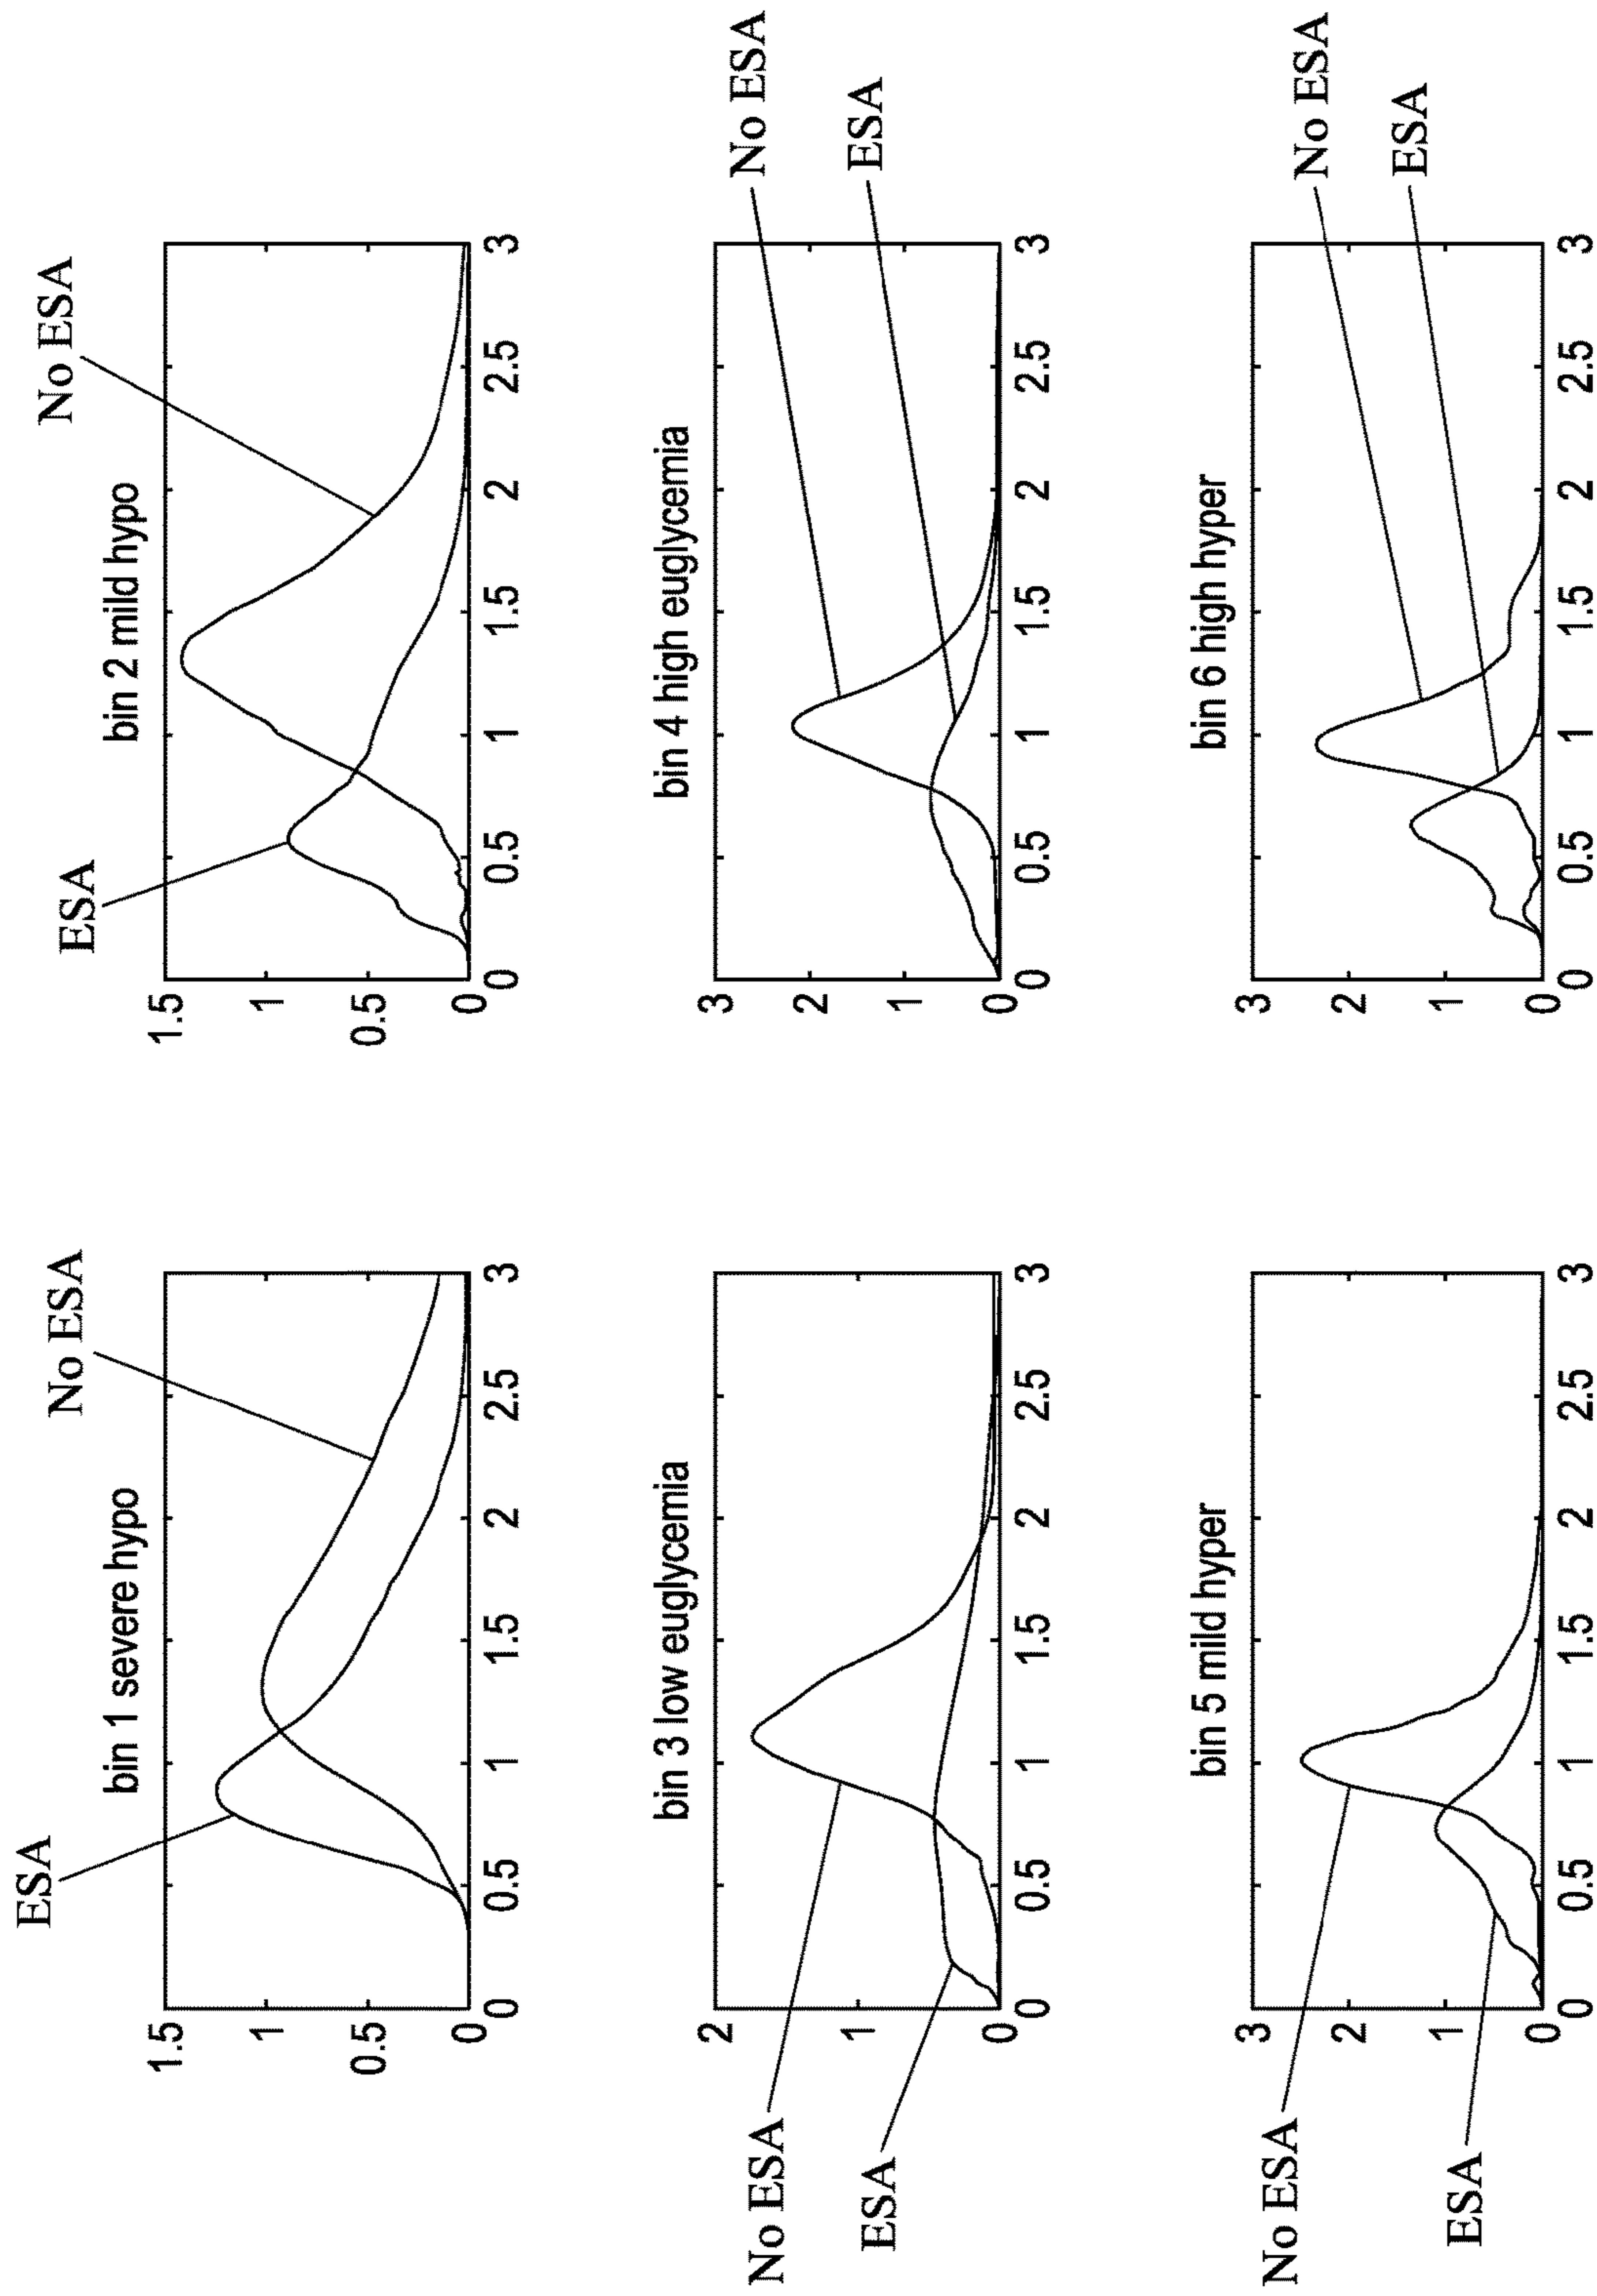 ESA
No ESA
bin 1 severe hypo
1.5
1
0.5
0
0 0.5 1 1.5 2 2.5 3
ESA
No ESA
bin 2 mild hypo
1.5
1
0.5
0
0 0.5 1 1.5 2 2.5 3
bin 3 low euglycemia
No ESA
ESA
2
1
0
0 0.5 1 1.5 2 2.5 3
bin 4 high euglycemia
No ESA
ESA
3
2
1
0
0 0.5 1 1.5 2 2.5 3
bin 5 mild hyper
No ESA
ESA
3
2
1
0
0 0.5 1 1.5 2 2.5 3
bin 6 high hyper
No ESA
ESA
3
2
1
0
0 0.5 1 1.5 2 2.5 3